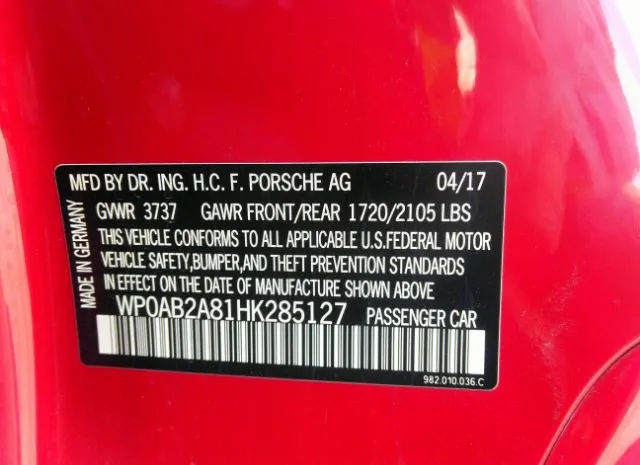 MFD BY DR. ING. H.C. F. PORSCHE AG 04/17
GVWR 3737 GAWR FRONT/REAR 1720/2105 LBS
THIS VEHICLE CONFORMS TO ALL APPLICABLE U.S.FEDERAL MOTOR
VEHICLE SAFETY,BUMPER,AND THEFT PREVENTION STANDARDS
IN EFFECT ON THE DATE OF MANUFACTURE SHOWN ABOVE.
WP0AB2A81HK285127 PASSENGER CAR
982.010.036.C
MADE IN GERMANY